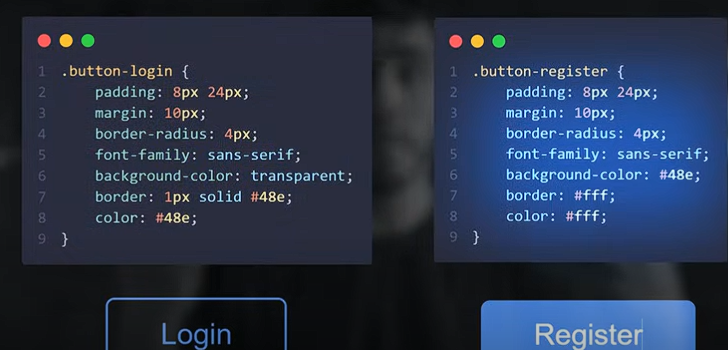 1 .button-login {
2 padding: 8px 24px;
3 margin: 10px;
4 border-radius: 4px;
5 font-family: sans-serif;
6 background-color: transparent;
7 border: 1px solid #48e;
8 color: #48e;
9 }
Login
1 .button-register {
2 padding: 8px 24px;
3 margin: 10px;
4 border-radius: 4px;
5 font-family: sans-serif;
6 background-color: #48e;
7 border: #fff;
8 color: #fff;
9 }
Register